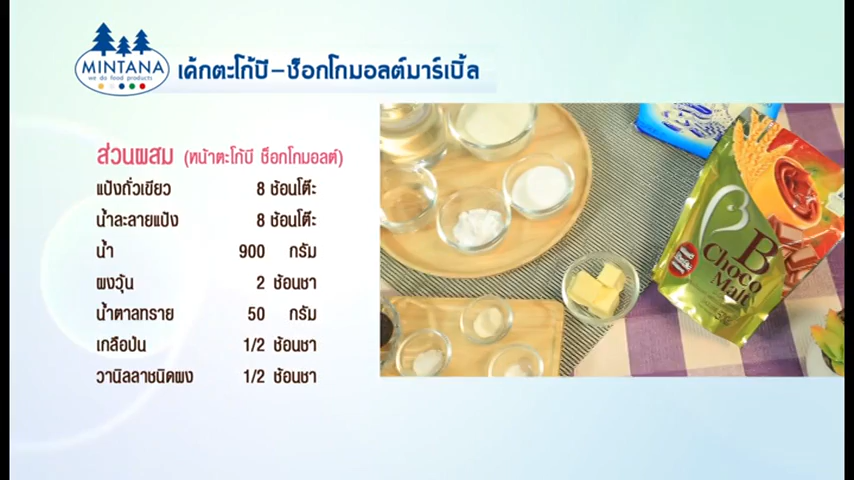 MINTANA
we do food products
เค้กตะโก้บี-ช็อกโกมอลต์มาร์เบิ้ล
ส่วนผสม (หน้าตะโก้บี ช็อกโกมอลต์)
แป้งถั่วเขียว 8 ช้อนโต๊ะ
น้ำละลายแป้ง 8 ช้อนโต๊ะ
น้ำ 900 กรัม
ผงวุ้น 2 ช้อนชา
น้ำตาลทราย 50 กรัม
เกลือป่น 1/2 ช้อนชา
วานิลลาชนิดผง 1/2 ช้อนชา
B
Choco
Malt